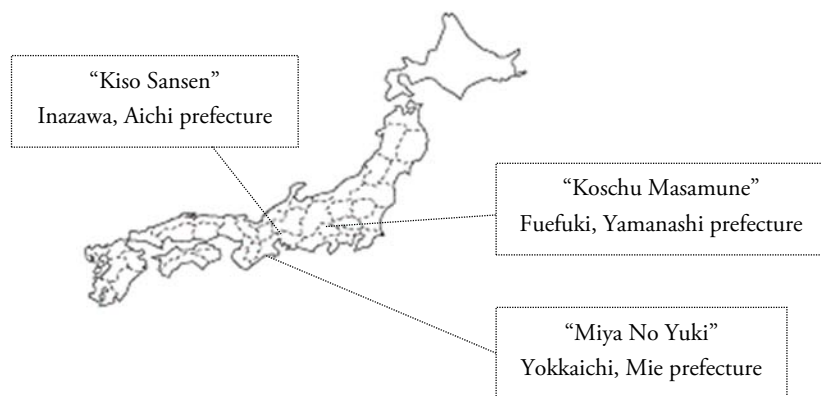 “Kiso Sansen”
Inazawa, Aichi prefecture
“Koschu Masamune”
Fuefuki, Yamanashi prefecture
“Miya No Yuki”
Yokkaichi, Mie prefecture